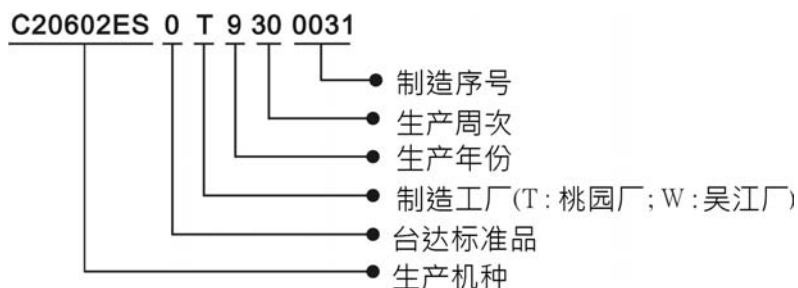 C20602ES 0 T 9 30 0031
制造序号
生产周次
生产年份
制造工厂(T : 桃园厂 ; W : 吴江厂)
台达标准品
生产机种